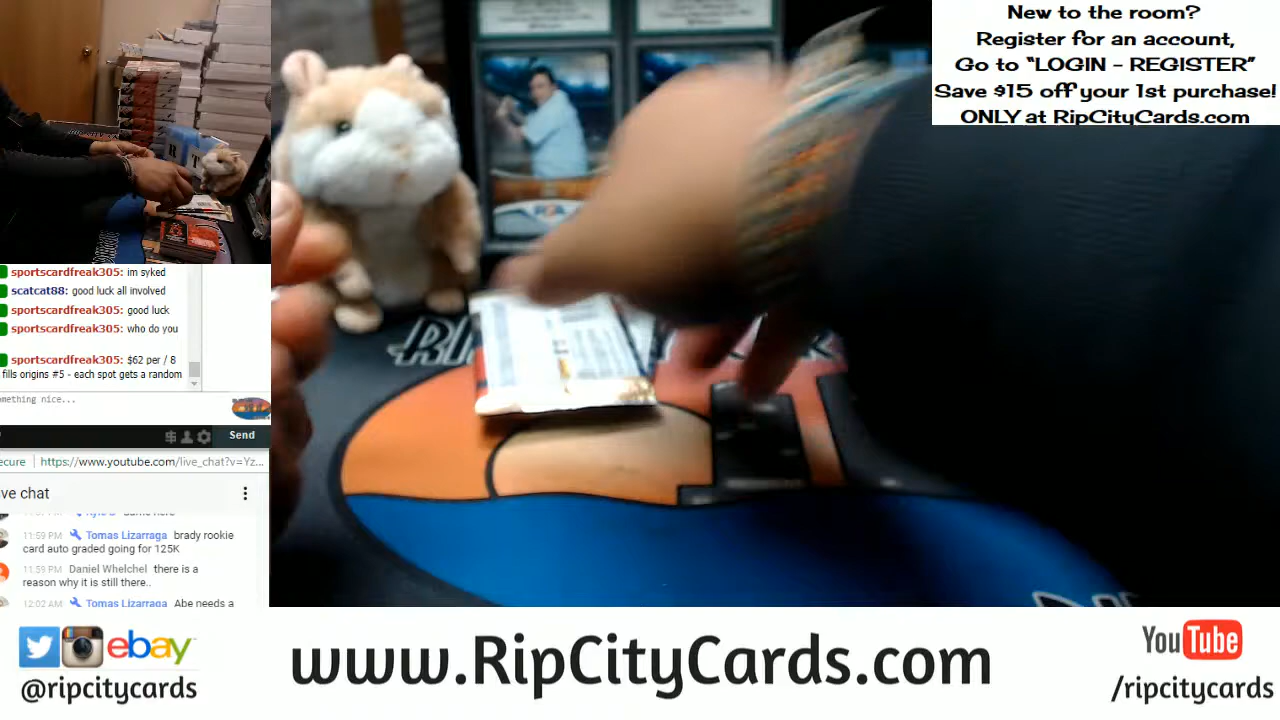 New to the room?
Register for an account,
Go to “LOGIN - REGISTER”
Save $15 off your 1st purchase!
ONLY at RipCityCards.com
sportscardfreak305: im syked
scatcat88: good luck all involved
sportscardfreak305: good luck
sportscardfreak305: who do you
sportscardfreak305: $62 per / 8
fills origins #5 - each spot gets a random
omething nice...
Send
ecure https://www.youtube.com/live_chat?v=Yz...
ve chat
11:59 PM Tomas Lizarraga brady rookie
card auto graded going for 125K
11:59 PM Daniel Whelchel there is a
reason why it is still there..
12:02 AM Tomas Lizarraga Abe needs a
ebay
@ripcitycards
www.RipCityCards.com
YouTube
/ripcitycards